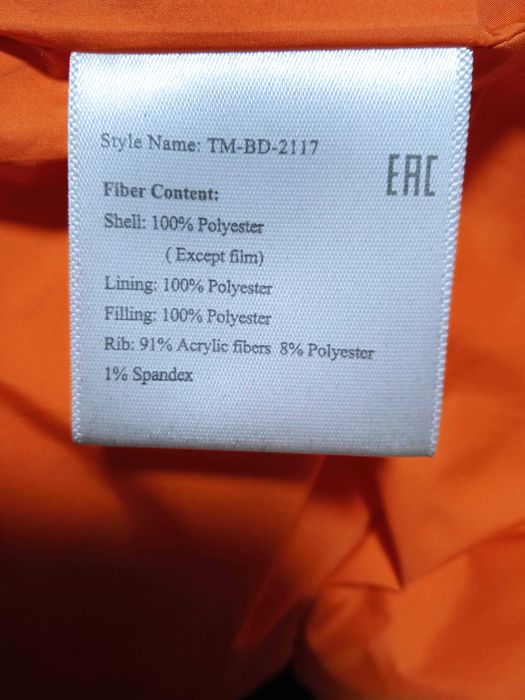 Style Name: TM-BD-2117
EAC
Fiber Content:
Shell: 100% Polyester
( Except film)
Lining: 100% Polyester
Filling: 100% Polyester
Rib: 91% Acrylic fibers 8% Polyester
1% Spandex